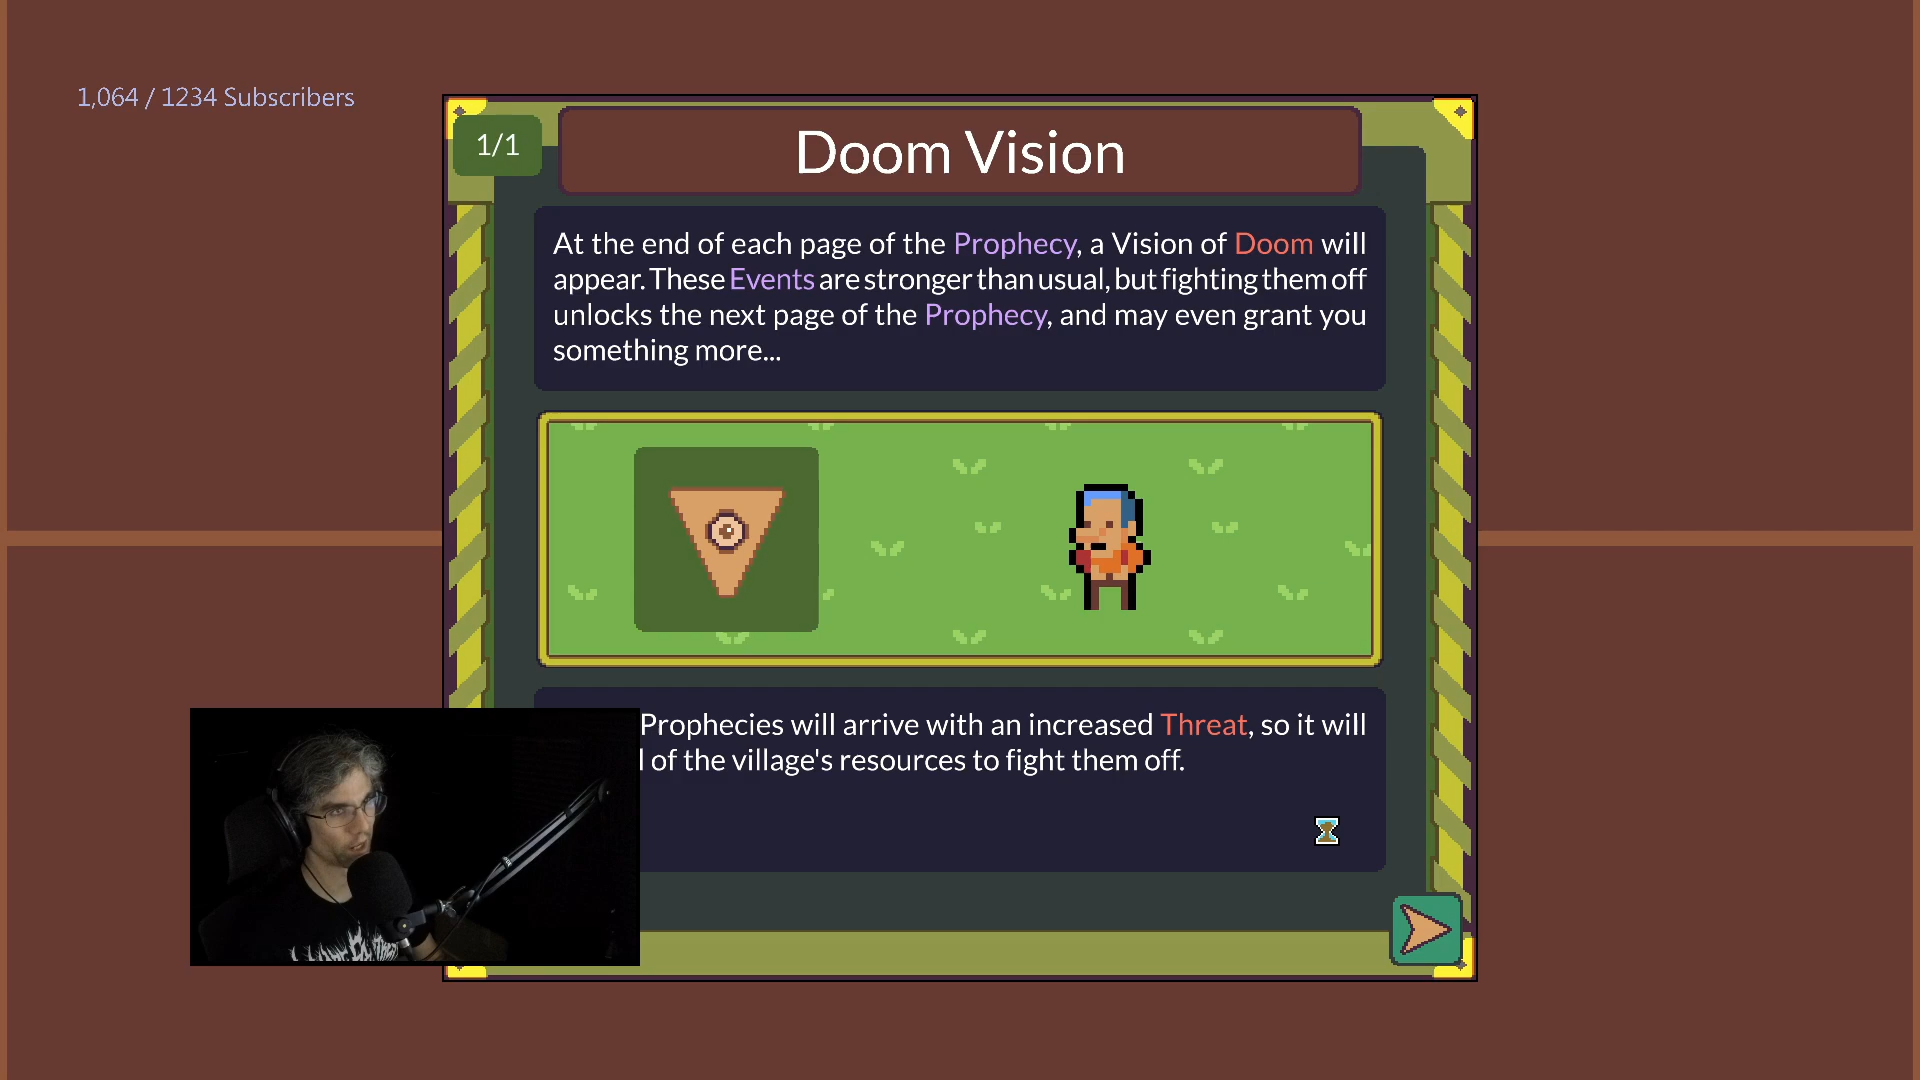 1,064 / 1234 Subscribers
1/1
Doom Vision
At the end of each page of the Prophecy, a Vision of Doom will
appear. These Events are stronger than usual, but fighting them off
unlocks the next page of the Prophecy, and may even grant you
something more...
Prophecies will arrive with an increased Threat, so it will
of the village's resources to fight them off.